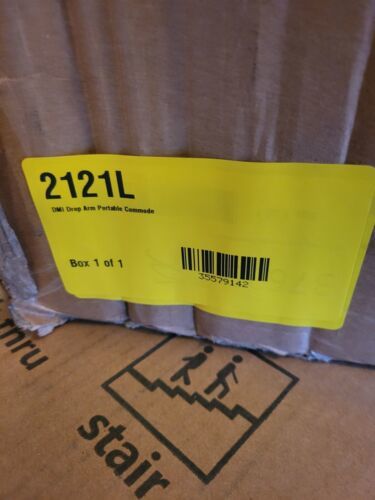 2121L
DMI Drop Arm Portable Commode
Box 1 of 1
35579142
thru
stair